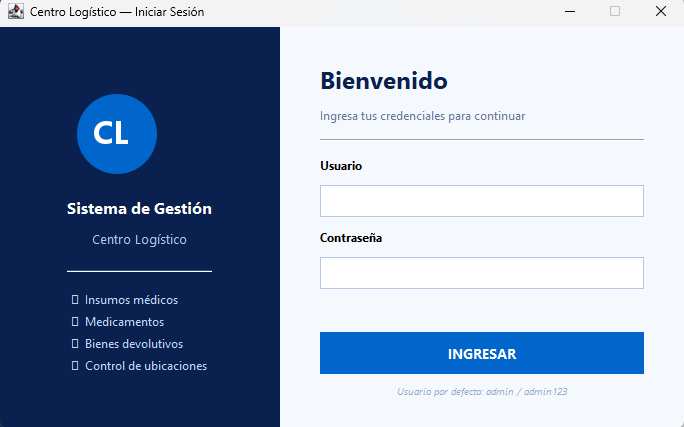 Centro Logístico — Iniciar Sesión
CL
Sistema de Gestión
Centro Logístico
Insumos médicos
Medicamentos
Bienes devolutivos
Control de ubicaciones
Bienvenido
Ingresa tus credenciales para continuar
Usuario
Contraseña
INGRESAR
Usuario por defecto: admin / admin123